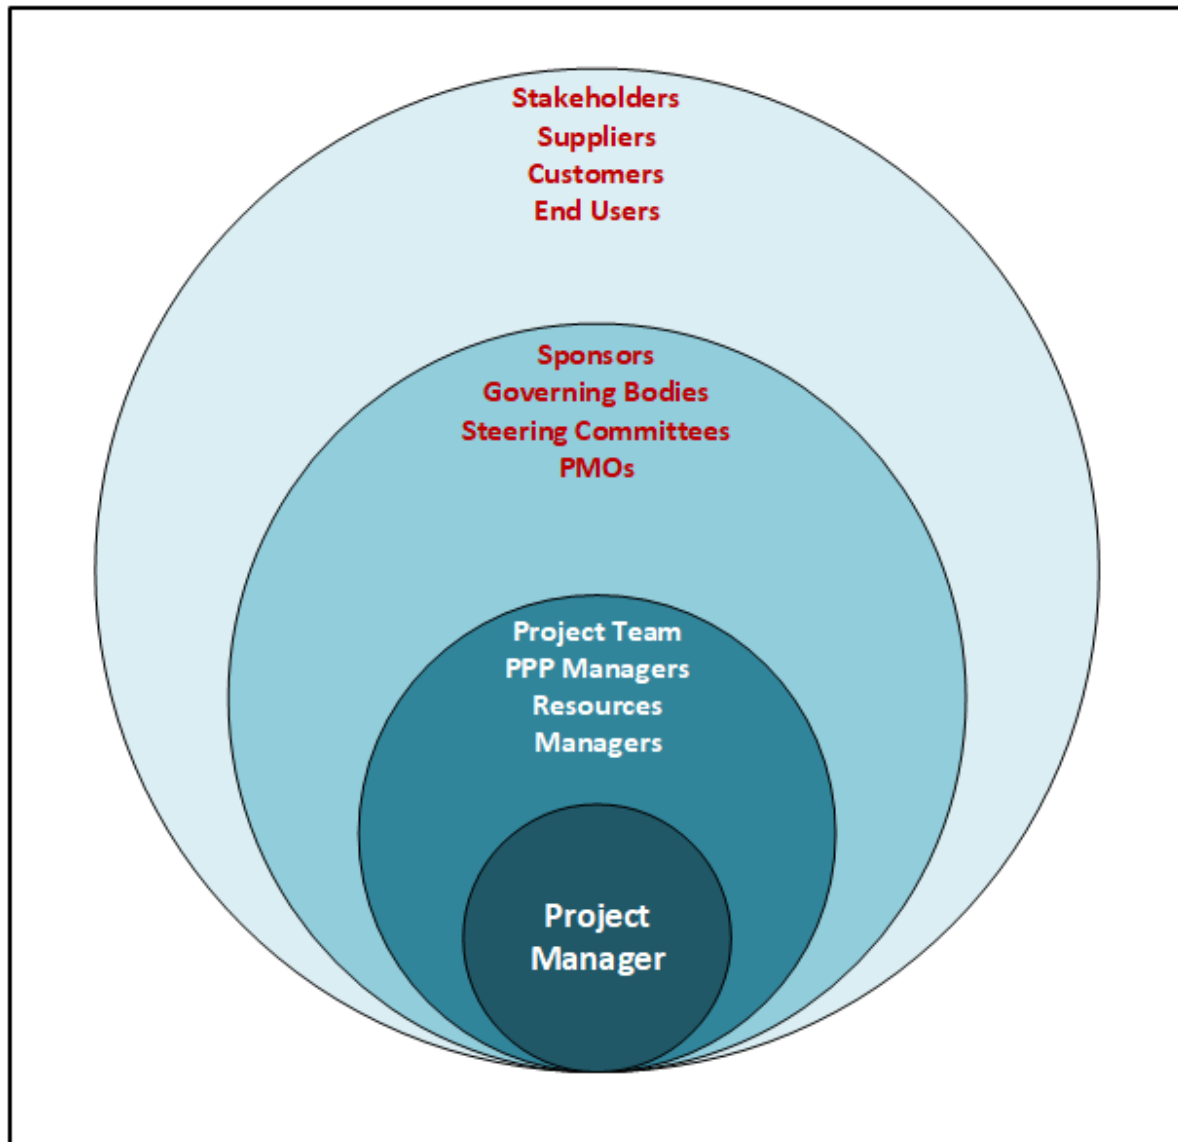 Stakeholders
Suppliers
Customers
End Users
Sponsors
Governing Bodies
Steering Committees
PMOs
Project Team
PPP Managers
Resources
Managers
Project
Manager